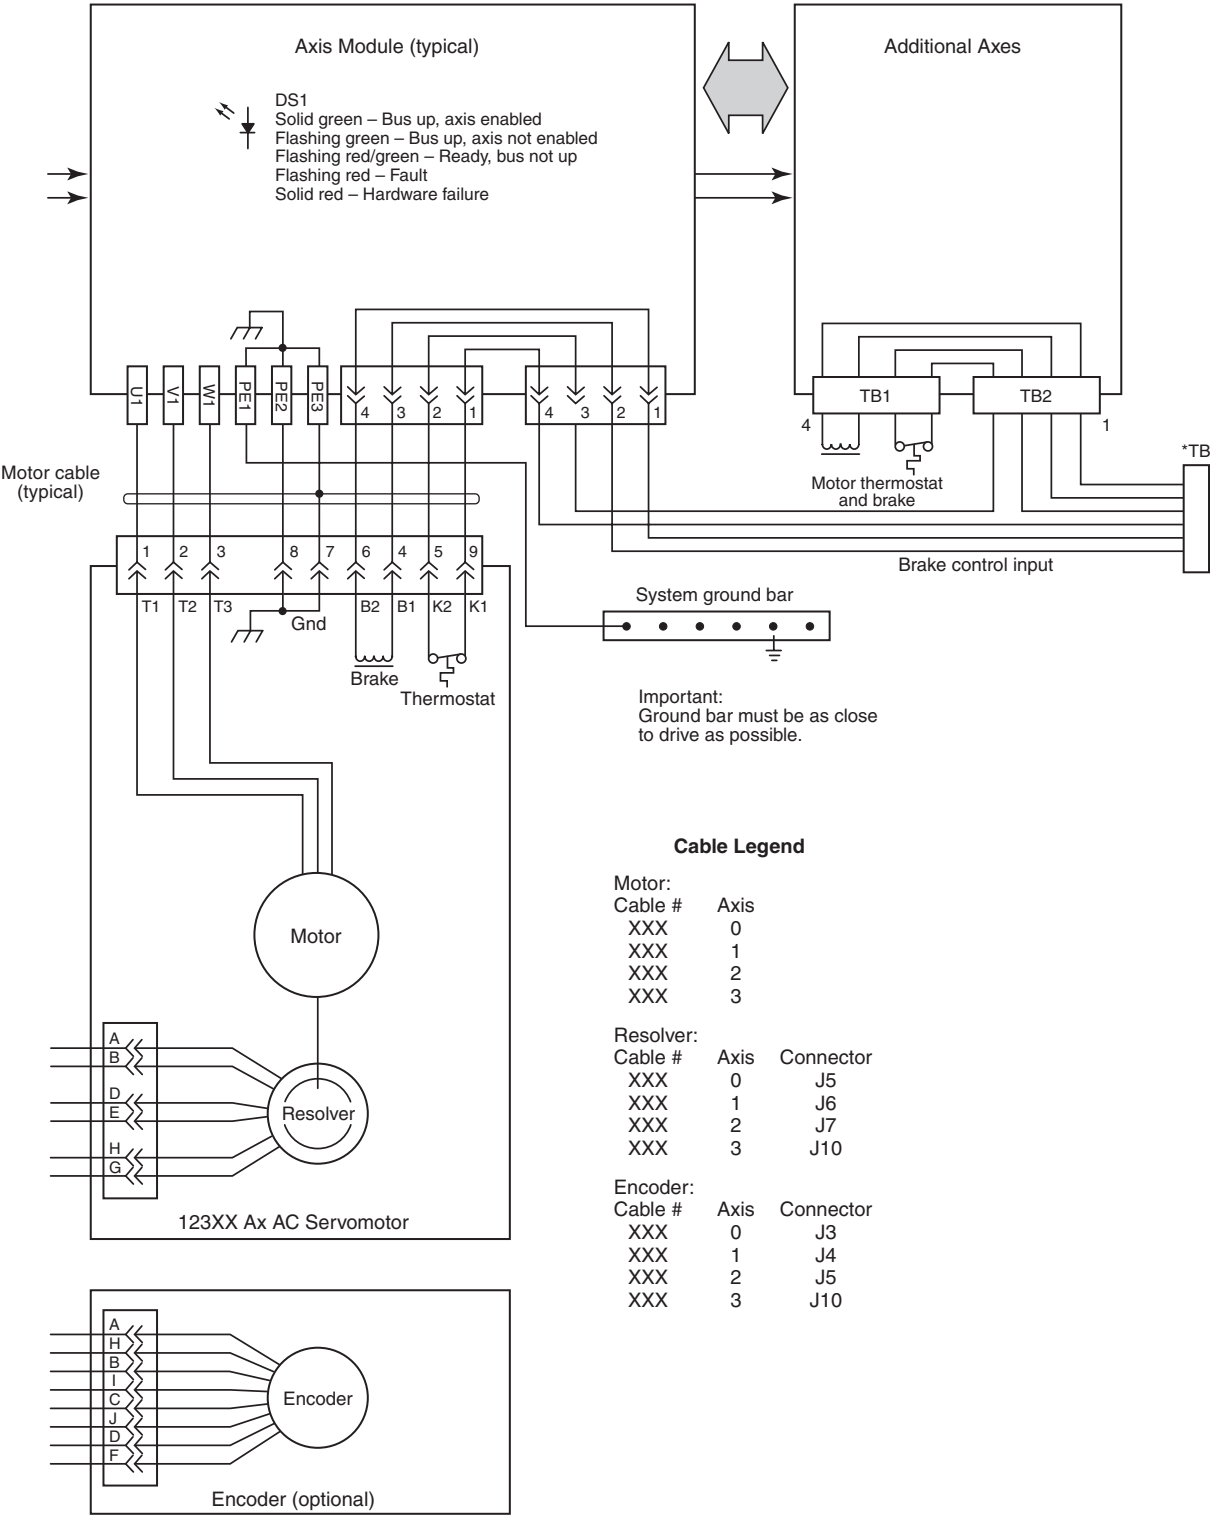 Axis Module (typical)
Additional Axes
DS1
Solid green – Bus up, axis enabled
Flashing green – Bus up, axis not enabled
Flashing red/green – Ready, bus not up
Flashing red – Fault
Solid red – Hardware failure
U1 V1 W1 PE1 PE2 PE3
4 3 2 1
4 3 2 1
TB1 TB2
4 1
*TB
Motor thermostat
and brake
Motor cable
(typical)
1 2 3 8 7 6 4 5 9
Brake control input
T1 T2 T3 B2 B1 K2 K1
Gnd
System ground bar
Brake
Thermostat
Important:
Ground bar must be as close
to drive as possible.
Motor
A
B
D
E
H
G
Resolver
123XX Ax AC Servomotor
Cable Legend
Motor:
Cable # Axis
XXX 0
XXX 1
XXX 2
XXX 3
Resolver:
Cable # Axis Connector
XXX 0 J5
XXX 1 J6
XXX 2 J7
XXX 3 J10
Encoder:
Cable # Axis Connector
XXX 0 J3
XXX 1 J4
XXX 2 J5
XXX 3 J10
A
H
B
I
C
J
D
F
Encoder
Encoder (optional)